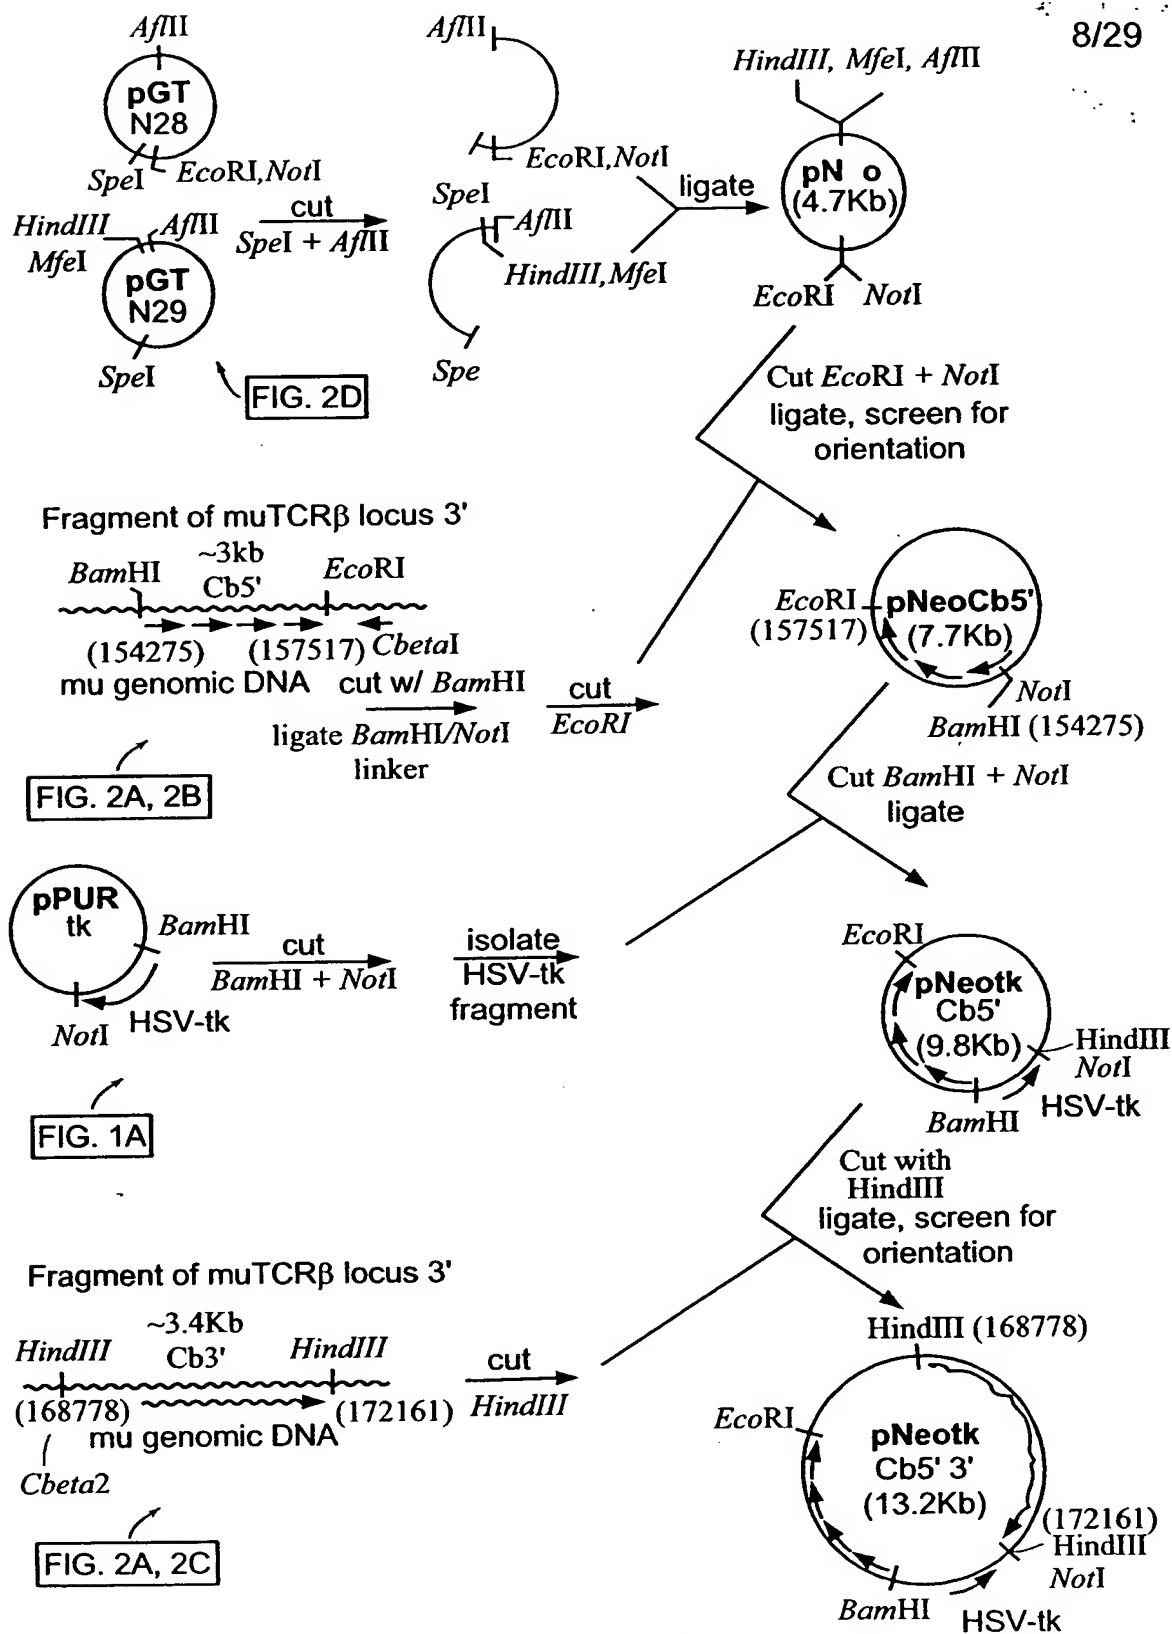 8/29
AflII
pGT
N28
SpeI
EcoRI,NotI
HindIII
AflII
MfeI
pGT
N29
SpeI
FIG. 2D
cut
SpeI + AflII
AflII
EcoRI,NotI
SpeI
AflII
HindIII,MfeI
Spe
ligate
HindIII, MfeI, AflII
pN o
(4.7Kb)
EcoRI
NotI
Cut EcoRI + NotI
ligate, screen for
orientation
Fragment of muTCRβ locus 3'
~3kb
BamHI
Cb5'
EcoRI
(154275)
(157517)
CbetaI
mu genomic DNA
cut w/ BamHI
ligate BamHI/NotI
linker
cut
EcoRI
FIG. 2A, 2B
EcoRI
(157517)
pNeoCb5'
(7.7Kb)
NotI
BamHI (154275)
Cut BamHI + NotI
ligate
pPUR
tk
BamHI
NotI
HSV-tk
cut
BamHI + NotI
isolate
HSV-tk
fragment
FIG. 1A
EcoRI
pNeotk
Cb5'
(9.8Kb)
HindIII
NotI
BamHI
HSV-tk
Cut with
HindIII
ligate, screen for
orientation
Fragment of muTCRβ locus 3'
~3.4Kb
HindIII
Cb3'
HindIII
(168778)
(172161)
mu genomic DNA
Cbeta2
cut
HindIII
FIG. 2A, 2C
HindIII (168778)
EcoRI
pNeotk
Cb5' 3'
(13.2Kb)
(172161)
HindIII
NotI
BamHI
HSV-tk